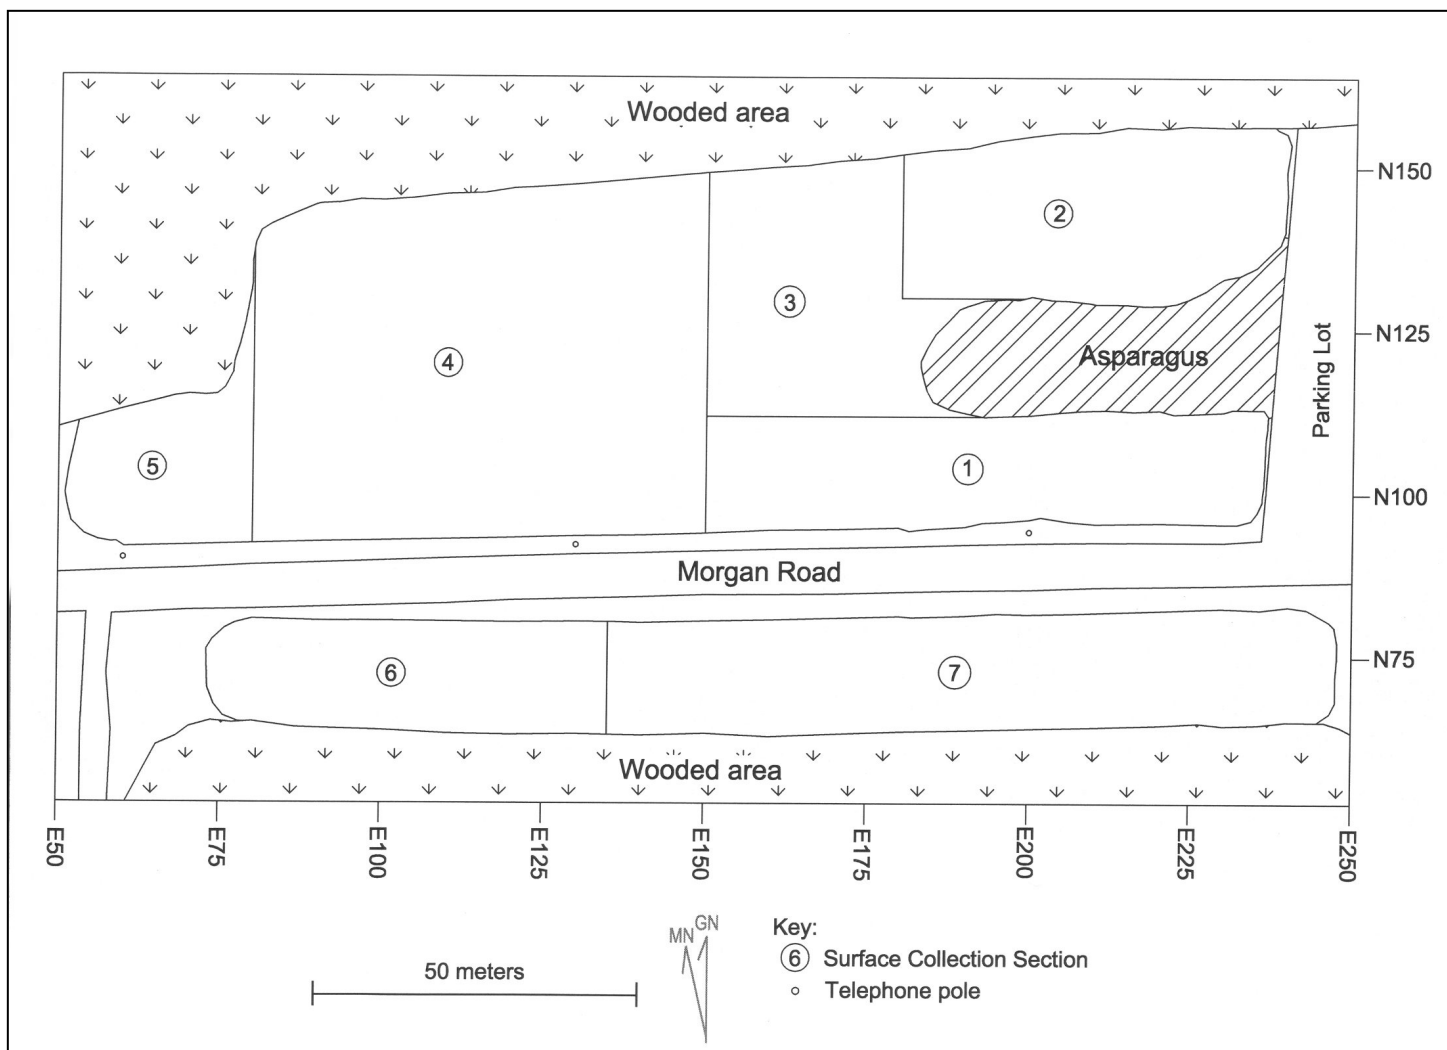 Wooded area
N150
2
3
N125
Asparagus
4
Parking Lot
5
1
N100
Morgan Road
6
7
N75
Wooded area
E50
E75
E100
E125
E150
E175
E200
E225
E250
MN
GN
Key:
6 Surface Collection Section
50 meters
Telephone pole